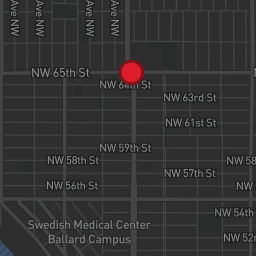 Ave NW
Ave NW
Ave NW
NW 65th St
NW 64th St
NW 63rd St
NW 61st St
NW 59th St
NW 58th St
NW 57th St
NW 58
NW 56th St
NW 5
NW 54th
Swedish Medical Center
Ballard Campus
NW 52n